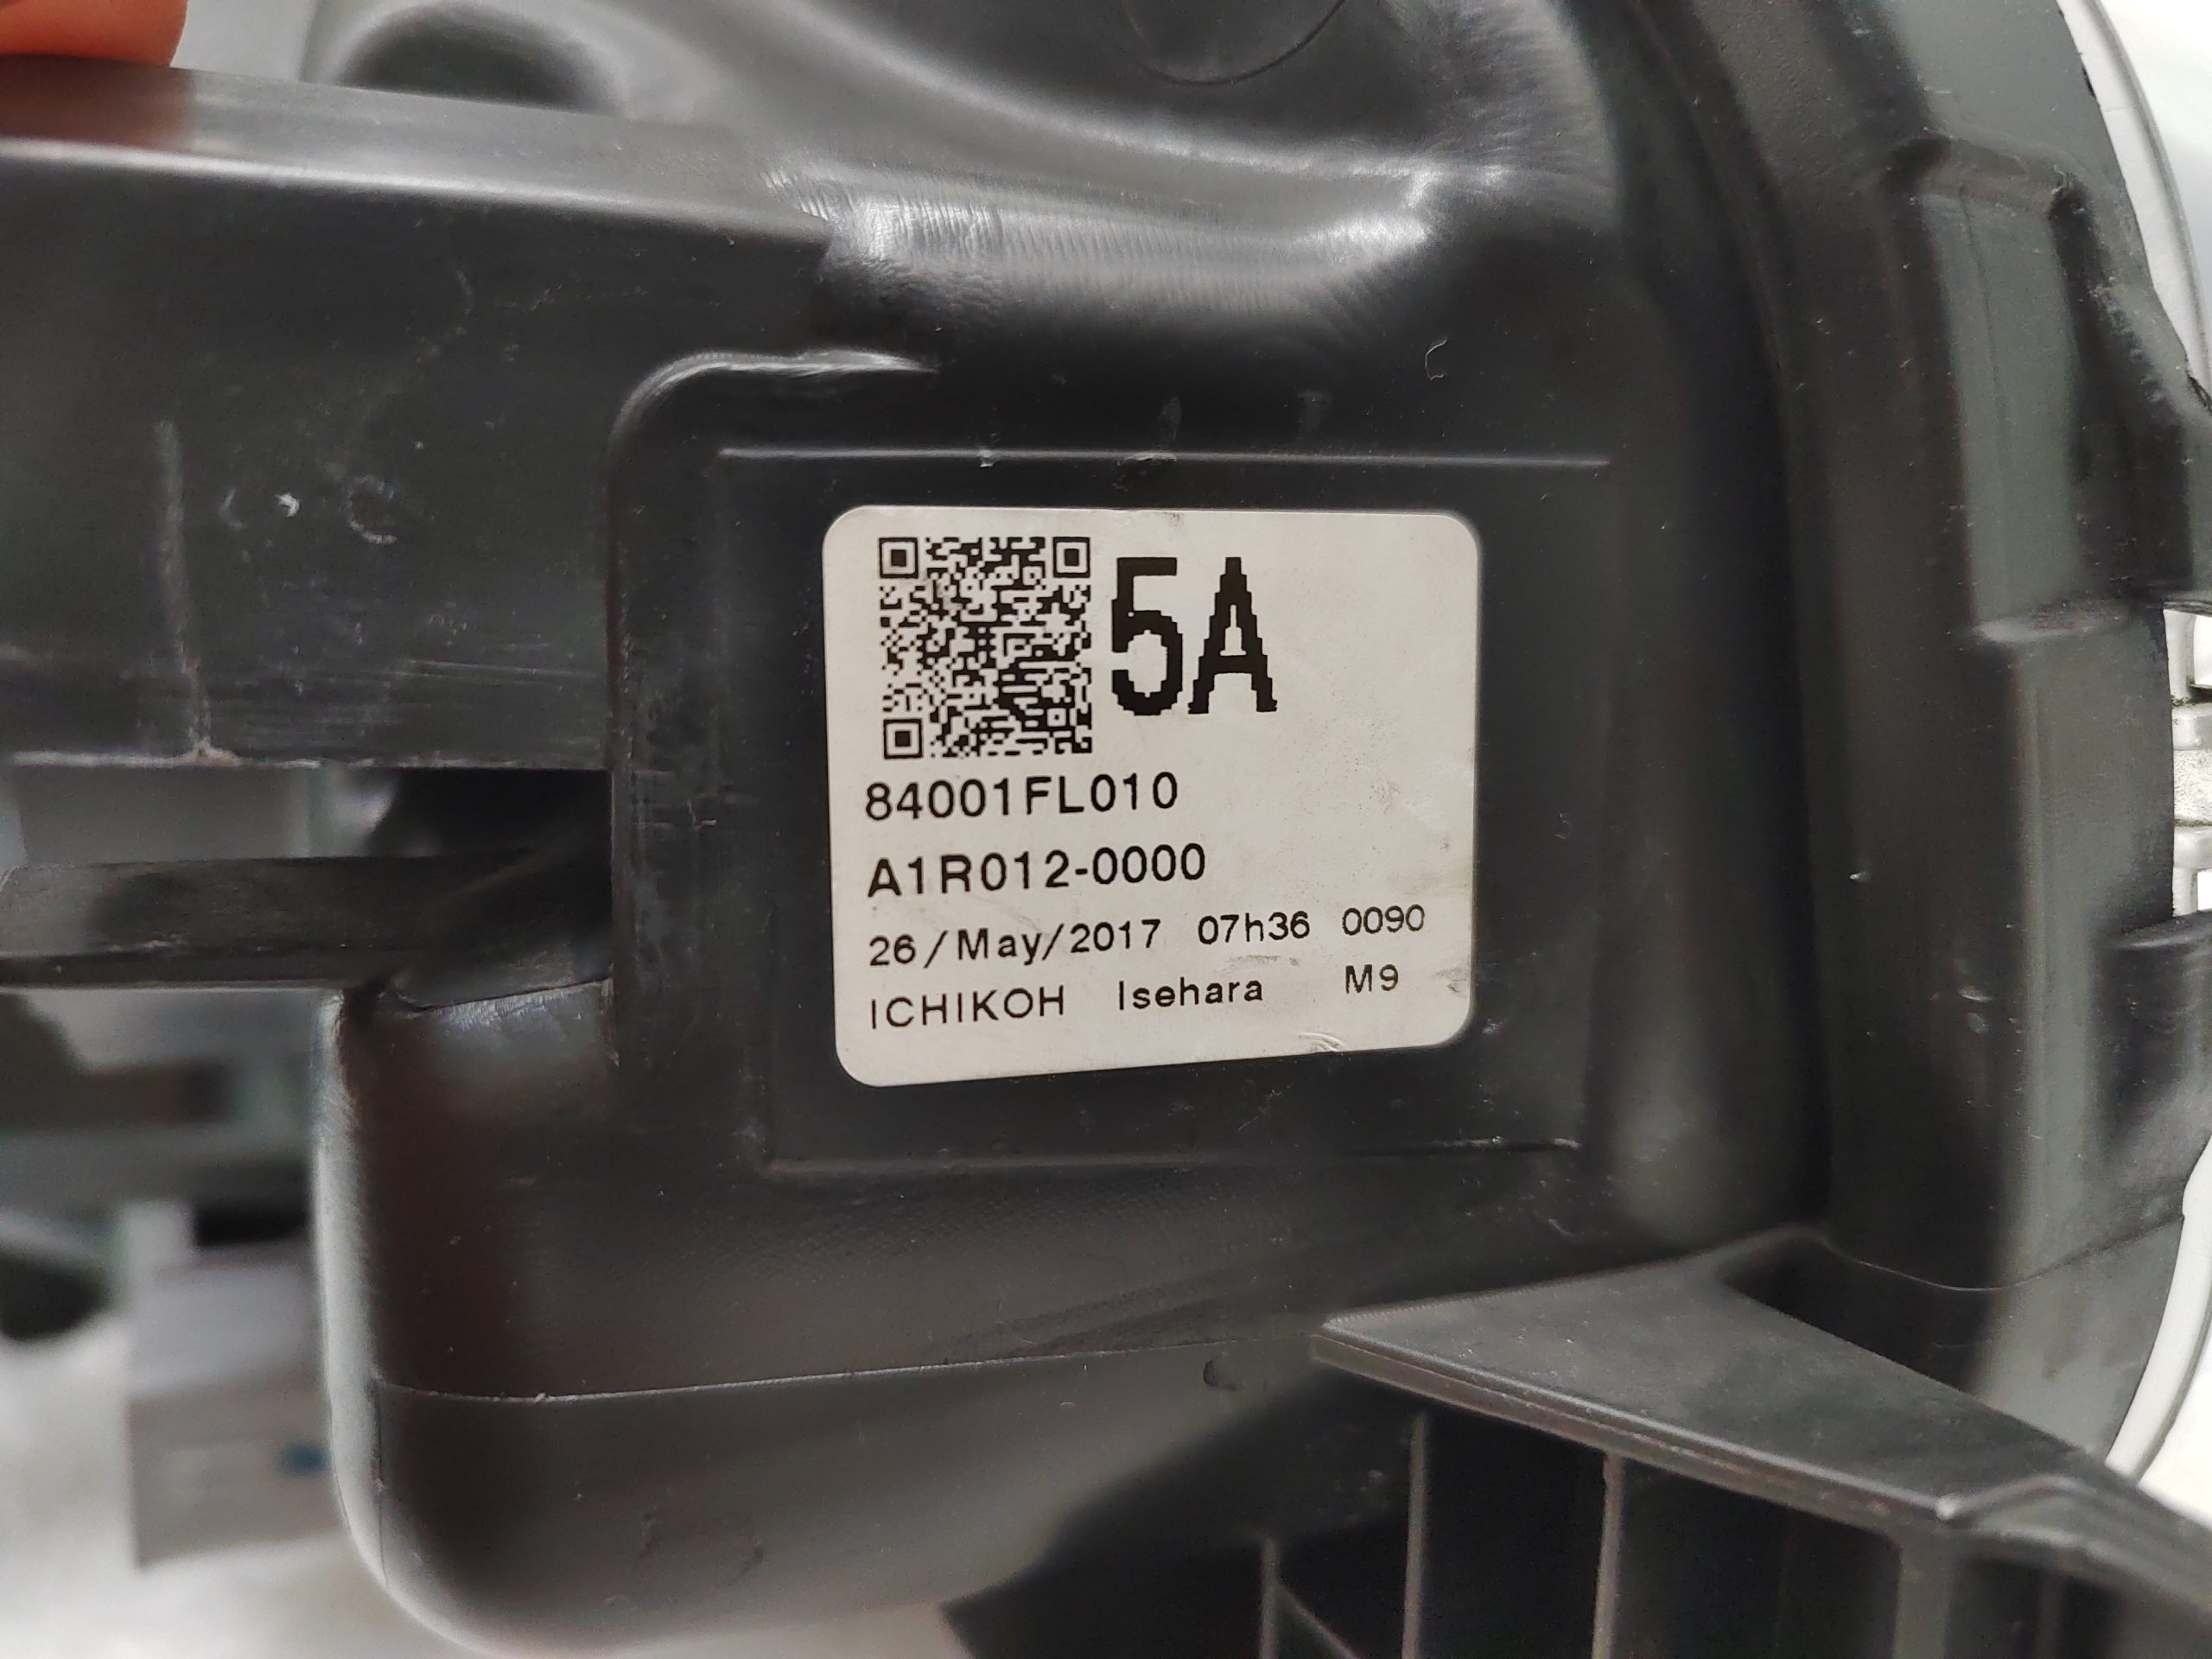 5A
84001FL010
A1R012-0000
26/May/2017 07h36 0090
ICHIKOH Isehara M9